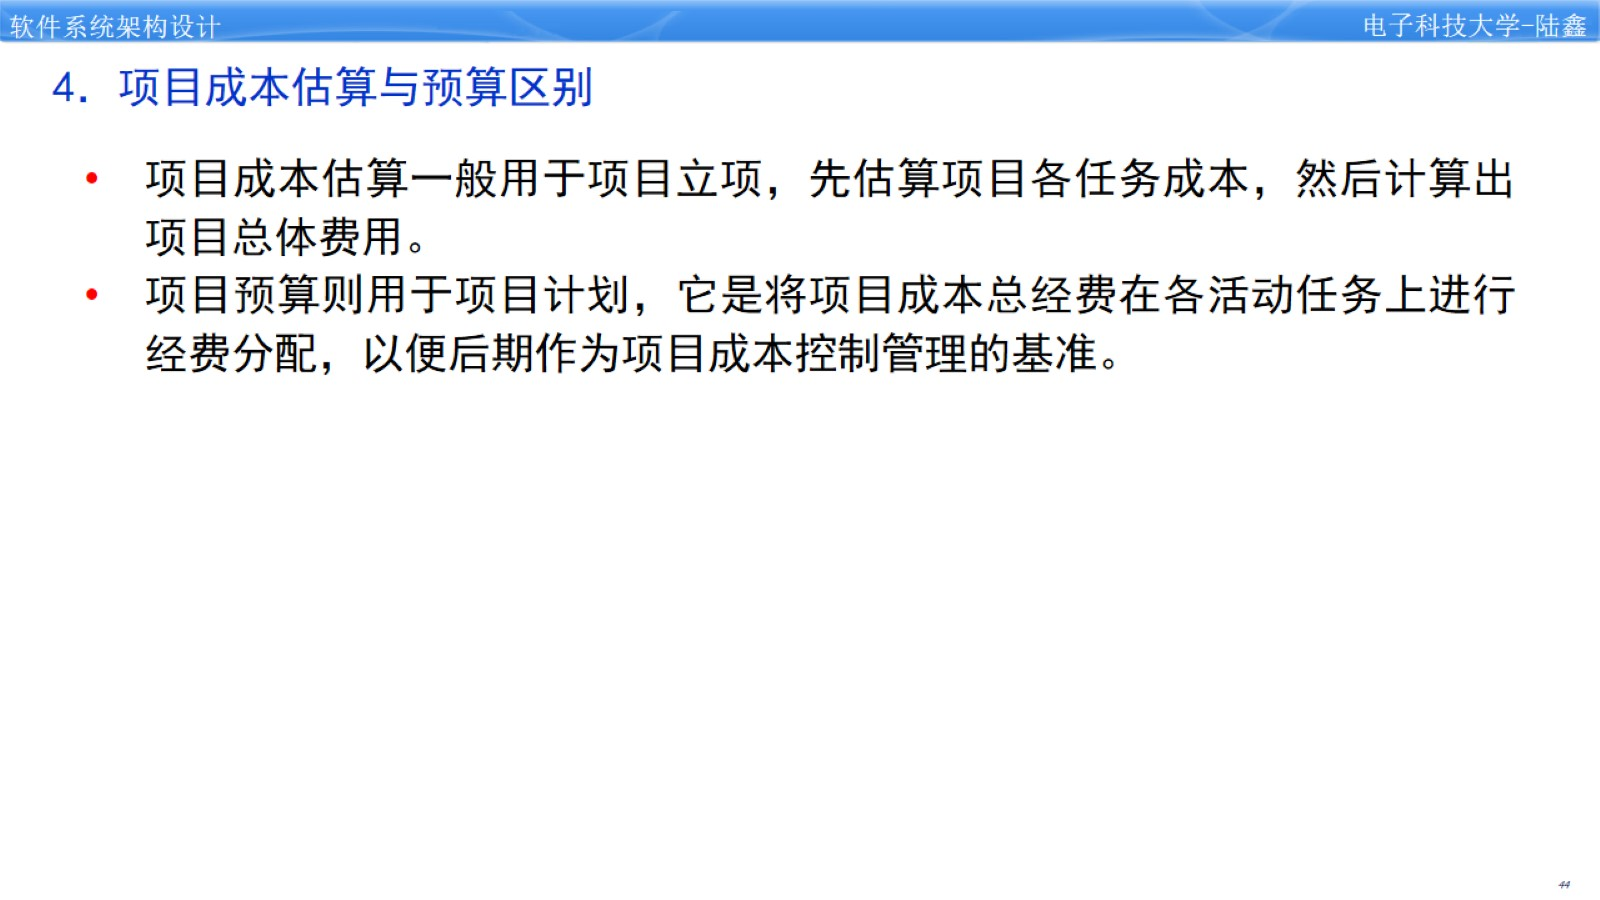 软件系统架构设计
电子科技大学-陆鑫
4. 项目成本估算与预算区别
• 项目成本估算一般用于项目立项，先估算项目各任务成本，然后计算出
项目总体费用。
• 项目预算则用于项目计划，它是将项目成本总经费在各活动任务上进行
经费分配，以便后期作为项目成本控制管理的基准。
44